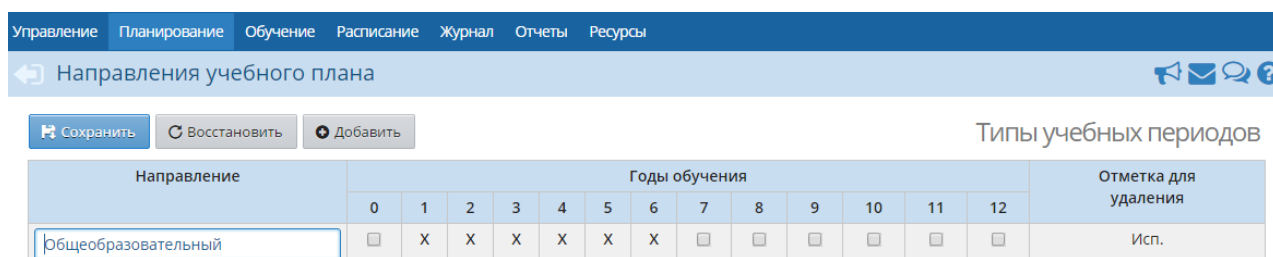 Управление Планирование Обучение Расписание Журнал Отчеты Ресурсы
Направления учебного плана
Сохранить Восстановить Добавить Типы учебных периодов
Направление Годы обучения Отметка для удаления
0 1 2 3 4 5 6 7 8 9 10 11 12
Общеобразовательный X X X X X X Исп.